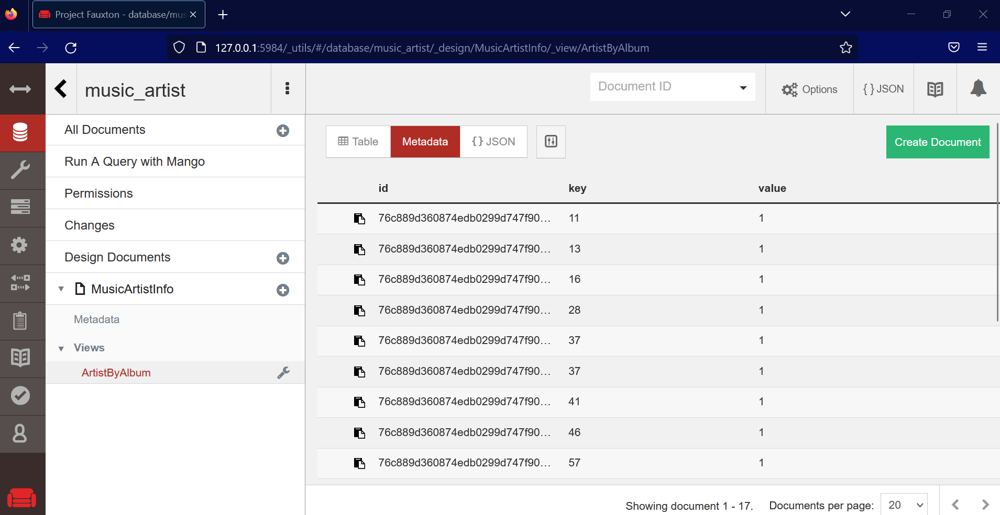 Project Fauxton - database/mus
127.0.0.1:5984/_utils/#/database/music_artist/_design/MusicArtistInfo/_view/ArtistByAlbum
music_artist
Document ID
Options
{ } JSON
All Documents
Run A Query with Mango
Permissions
Changes
Design Documents
MusicArtistInfo
Metadata
Views
ArtistByAlbum
Table
Metadata
{ } JSON
Create Document
id key value
76c889d360874edb0299d747f90... 11 1
76c889d360874edb0299d747f90... 13 1
76c889d360874edb0299d747f90... 16 1
76c889d360874edb0299d747f90... 28 1
76c889d360874edb0299d747f90... 37 1
76c889d360874edb0299d747f90... 37 1
76c889d360874edb0299d747f90... 41 1
76c889d360874edb0299d747f90... 46 1
76c889d360874edb0299d747f90... 57 1
Showing document 1 - 17. Documents per page: 20